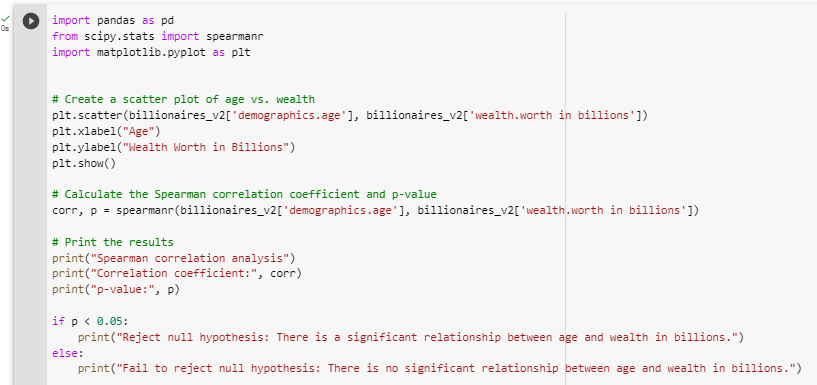 0s
import pandas as pd
from scipy.stats import spearmanr
import matplotlib.pyplot as plt
# Create a scatter plot of age vs. wealth
plt.scatter(billionaires_v2['demographics.age'], billionaires_v2['wealth.worth in billions'])
plt.xlabel("Age")
plt.ylabel("Wealth Worth in Billions")
plt.show()
# Calculate the Spearman correlation coefficient and p-value
corr, p = spearmanr(billionaires_v2['demographics.age'], billionaires_v2['wealth.worth in billions'])
# Print the results
print("Spearman correlation analysis")
print("Correlation coefficient:", corr)
print("p-value:", p)
if p < 0.05:
    print("Reject null hypothesis: There is a significant relationship between age and wealth in billions.")
else:
    print("Fail to reject null hypothesis: There is no significant relationship between age and wealth in billions.")